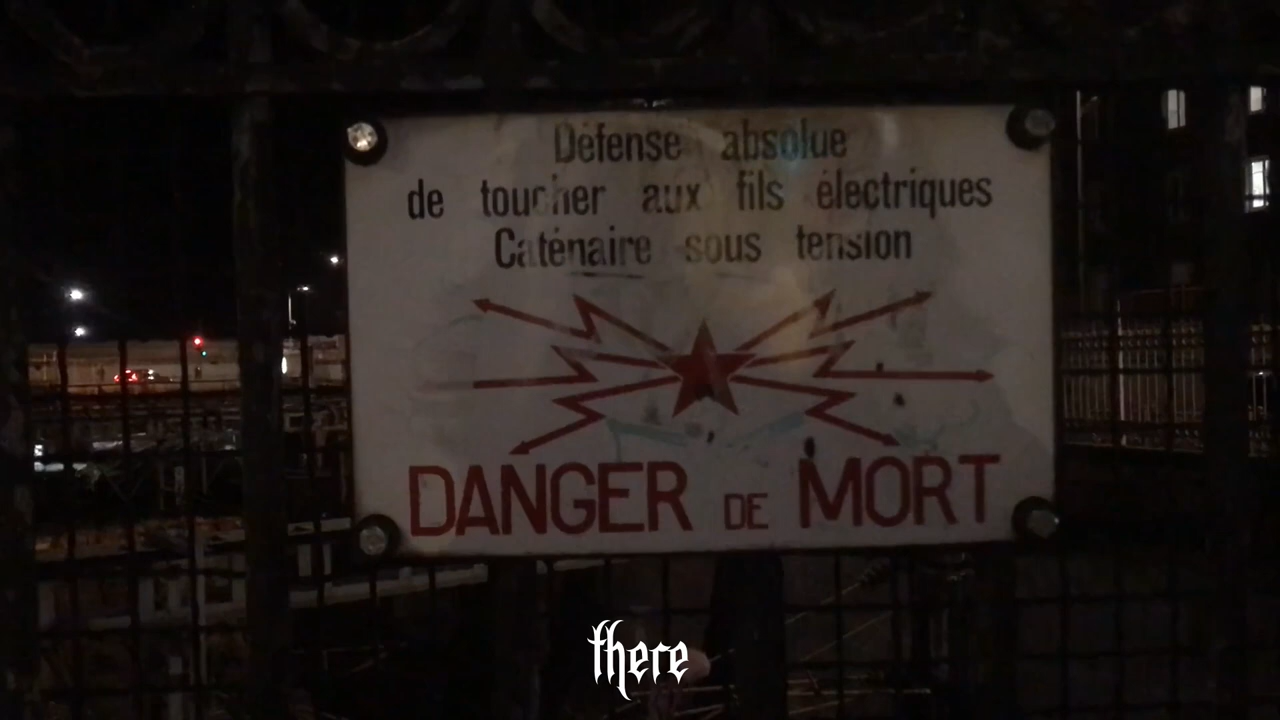 Défense absolue
de toucher aux fils électriques
Caténaire sous tension
DANGER DE MORT
there